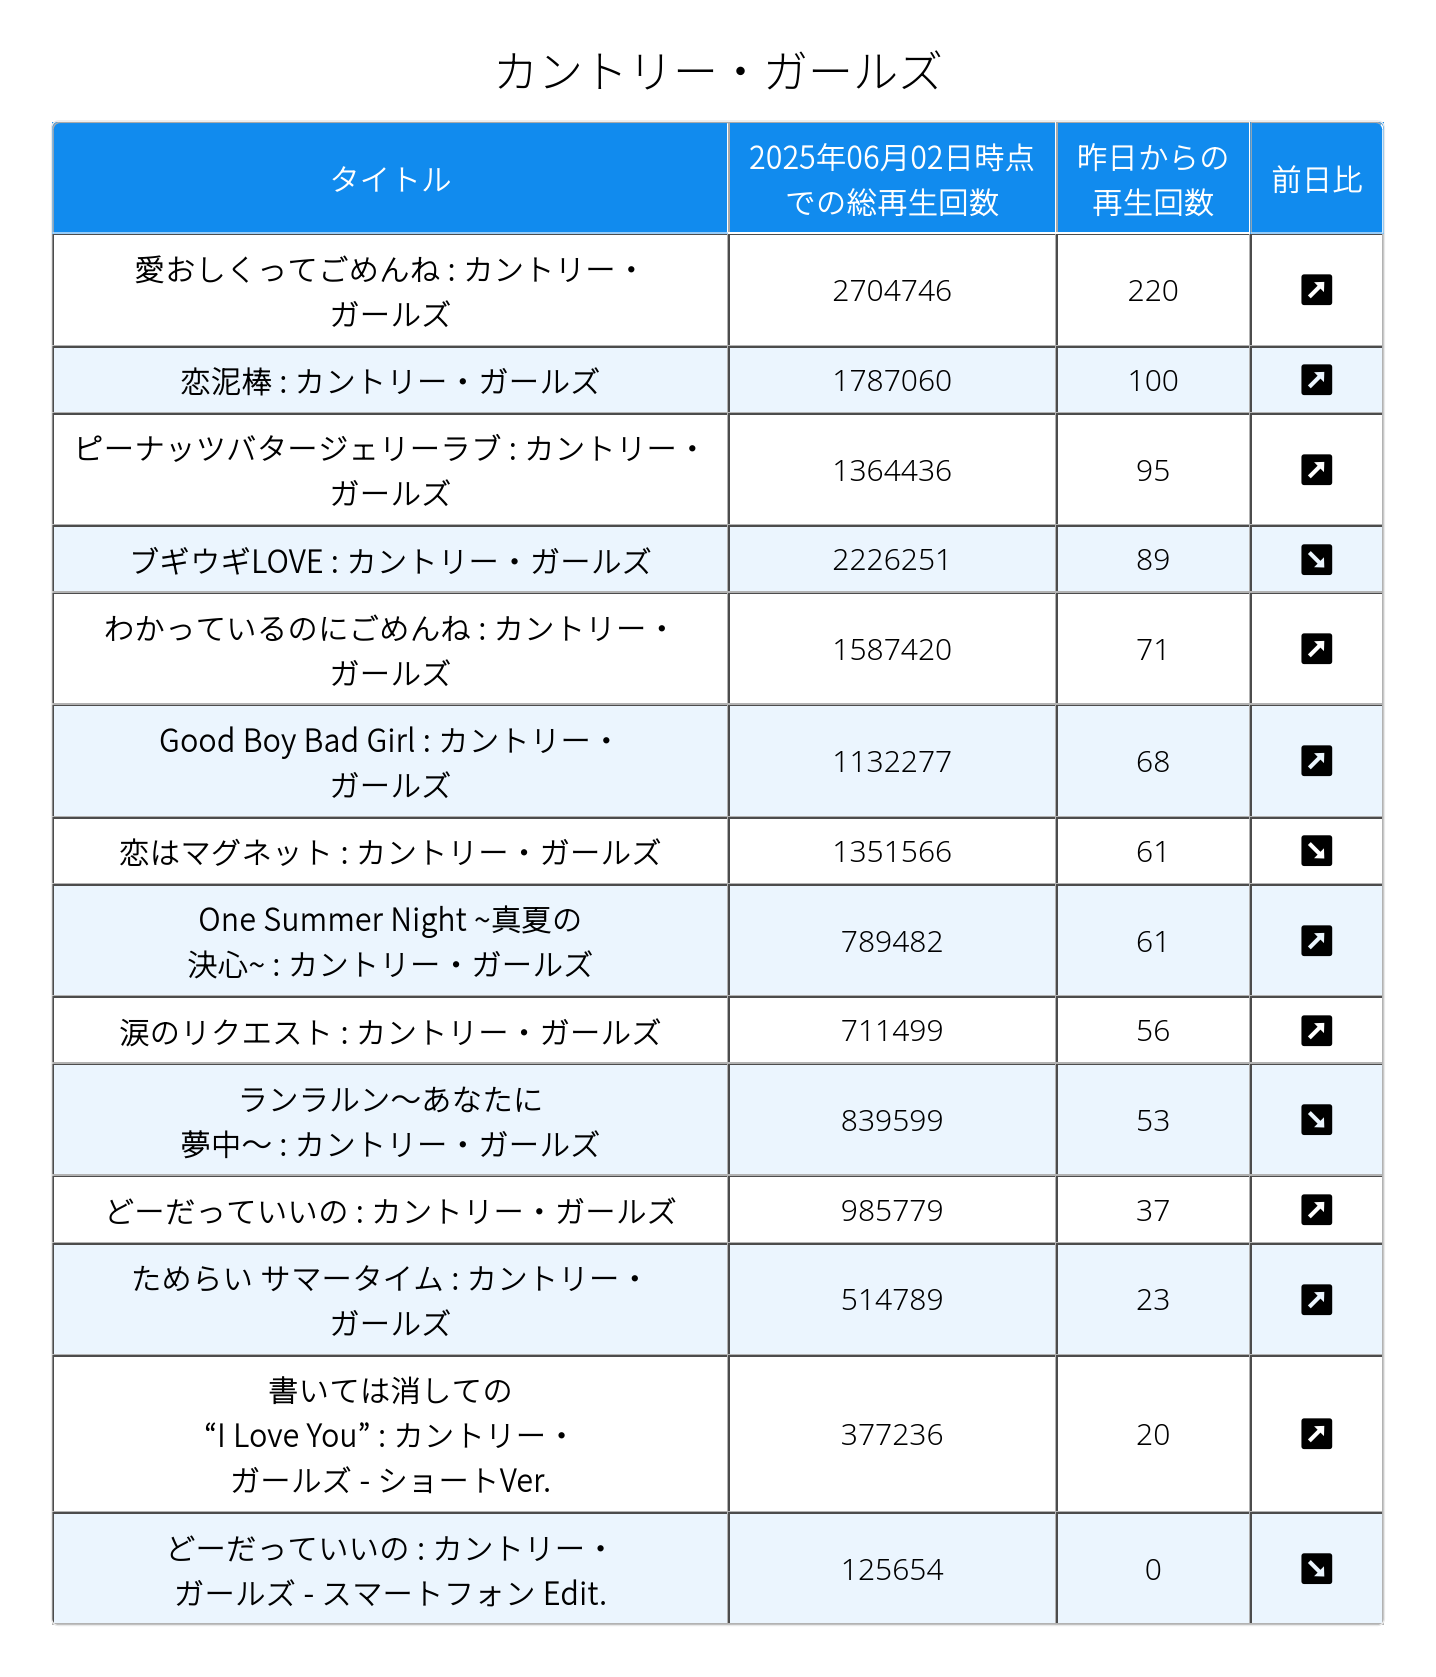 カントリー・ガールズ
タイトル
2025年06月02日時点
での総再生回数
昨日からの
再生回数
前日比
愛おしくってごめんね : カントリー・
ガールズ
2704746
220
恋泥棒 : カントリー・ガールズ
1787060
100
ピーナッツバタージェリーラブ : カントリー・
ガールズ
1364436
95
ブギウギLOVE : カントリー・ガールズ
2226251
89
わかっているのにごめんね : カントリー・
ガールズ
1587420
71
Good Boy Bad Girl : カントリー・
ガールズ
1132277
68
恋はマグネット : カントリー・ガールズ
1351566
61
One Summer Night ~真夏の
決心~ : カントリー・ガールズ
789482
61
涙のリクエスト : カントリー・ガールズ
711499
56
ランラルン〜あなたに
夢中〜 : カントリー・ガールズ
839599
53
どーだっていいの : カントリー・ガールズ
985779
37
ためらい サマータイム : カントリー・
ガールズ
514789
23
書いては消しての
“I Love You” : カントリー・
ガールズ - ショートVer.
377236
20
どーだっていいの : カントリー・
ガールズ - スマートフォン Edit.
125654
0